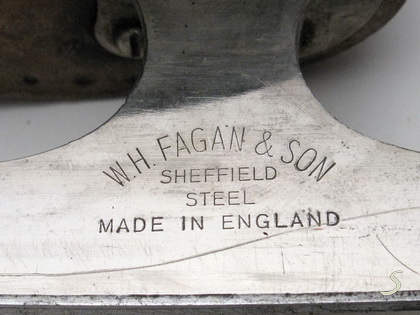 W.H. FAGAN & SON
SHEFFIELD
STEEL
MADE IN ENGLAND
S